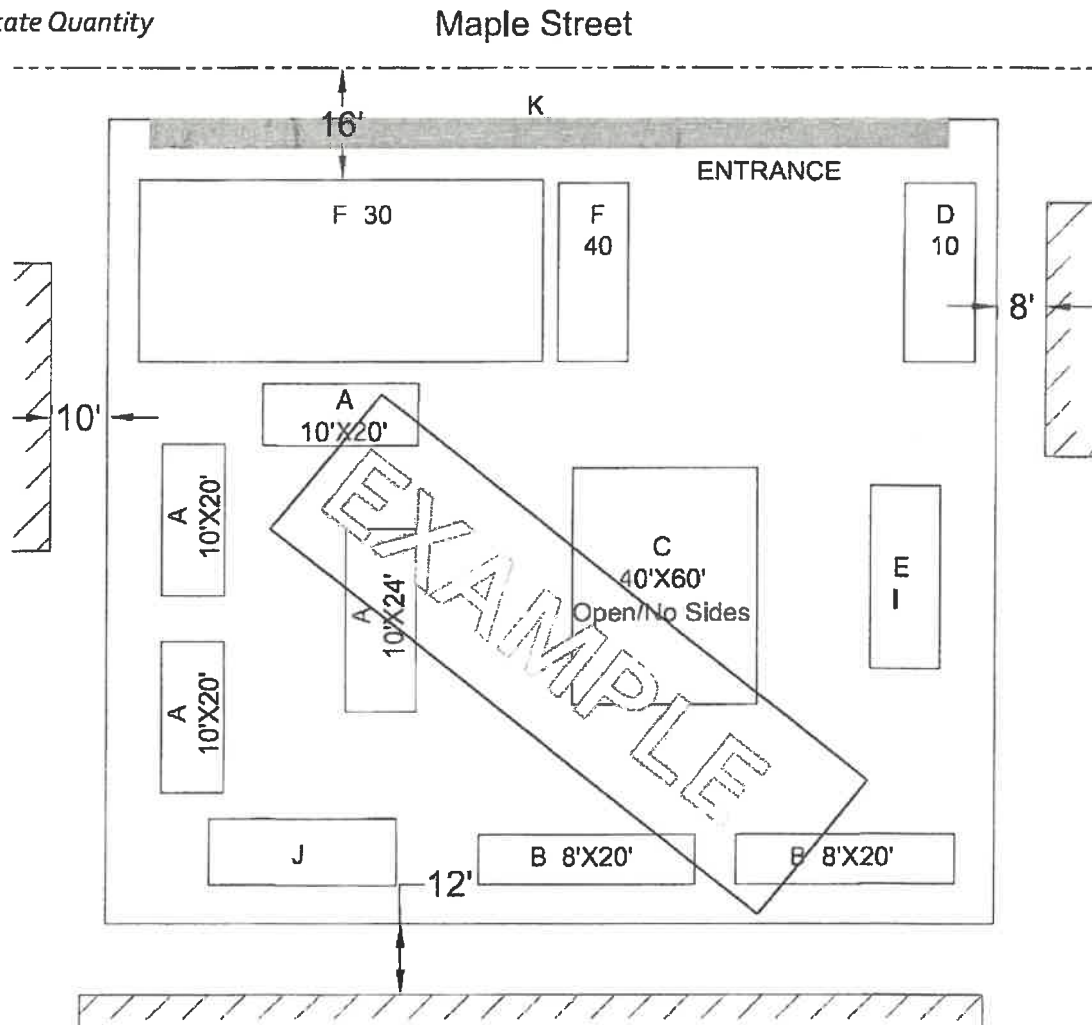 cate Quantity
Maple Street
K
16'
ENTRANCE
F 30
F
40
D
10
8'
10'
A
10'X20'
A
10'X20'
EXAMPLE
C
40'X60'
Open/No Sides
E
I
A
10'X24'
A
10'X20'
J
B 8'X20'
B 8'X20'
12'